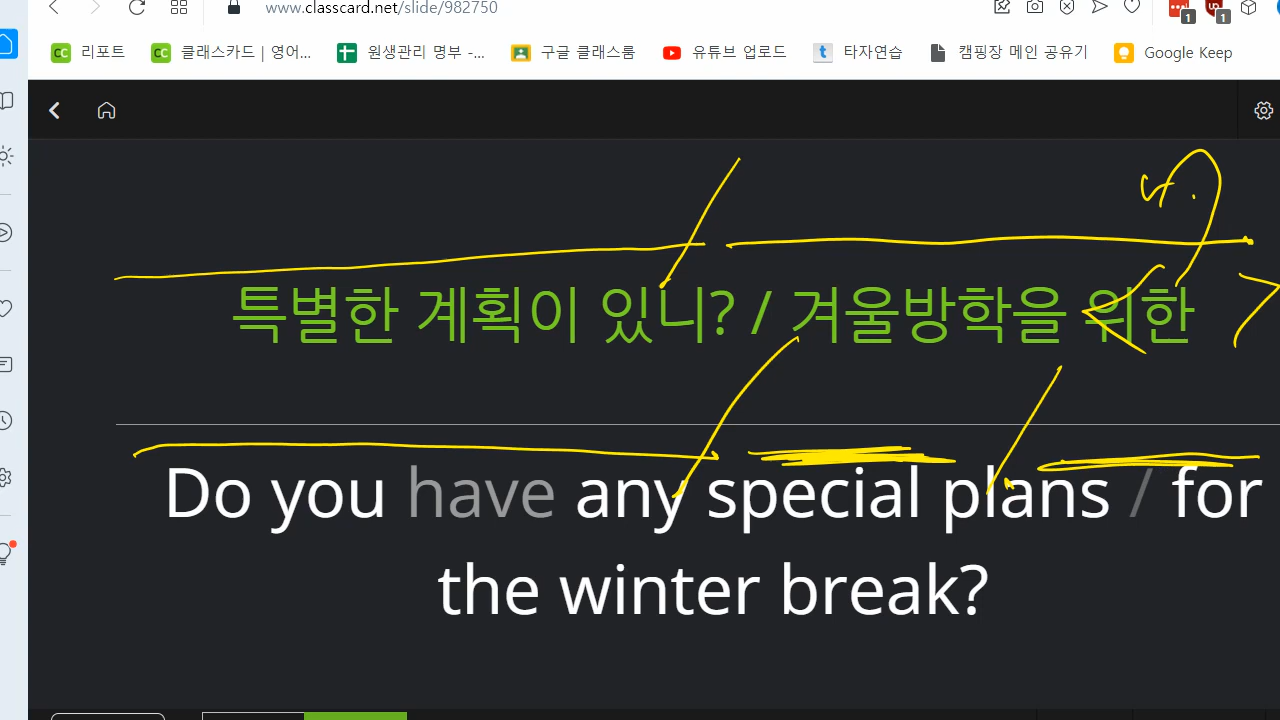 www.classcard.net/slide/982750
1
1
리포트
클래스카드 | 영어...
원생관리 명부 -...
구글 클래스룸
유튜브 업로드
타자연습
캠핑장 메인 공유기
Google Keep
특별한 계획이 있니? / 겨울방학을 위한
Do you have any special plans / for
the winter break?